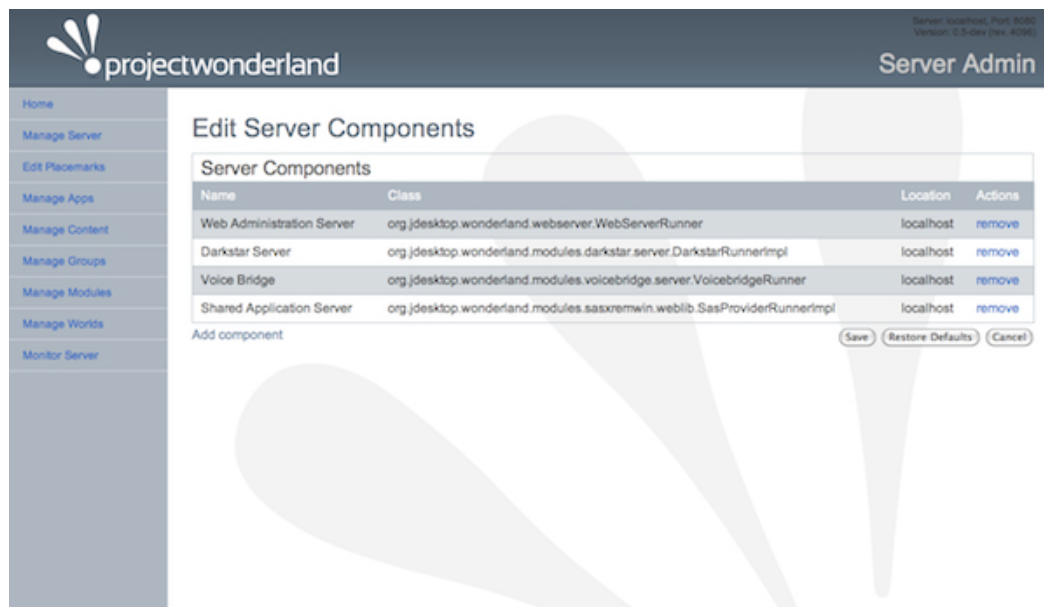 Server: localhost, Port: 8080
Version: 0.5-dev (rev. 4096)
projectwonderland
Server Admin
Home
Manage Server
Edit Placemarks
Manage Apps
Manage Content
Manage Groups
Manage Modules
Manage Worlds
Monitor Server
Edit Server Components
Server Components
Name Class Location Actions
Web Administration Server org.jdesktop.wonderland.webserver.WebServerRunner localhost remove
Darkstar Server org.jdesktop.wonderland.modules.darkstar.server.DarkstarRunnerImpl localhost remove
Voice Bridge org.jdesktop.wonderland.modules.voicebridge.server.VoicebridgeRunner localhost remove
Shared Application Server org.jdesktop.wonderland.modules.sasxremwin.weblib.SasProviderRunnerImpl localhost remove
Add component Save Restore Defaults Cancel